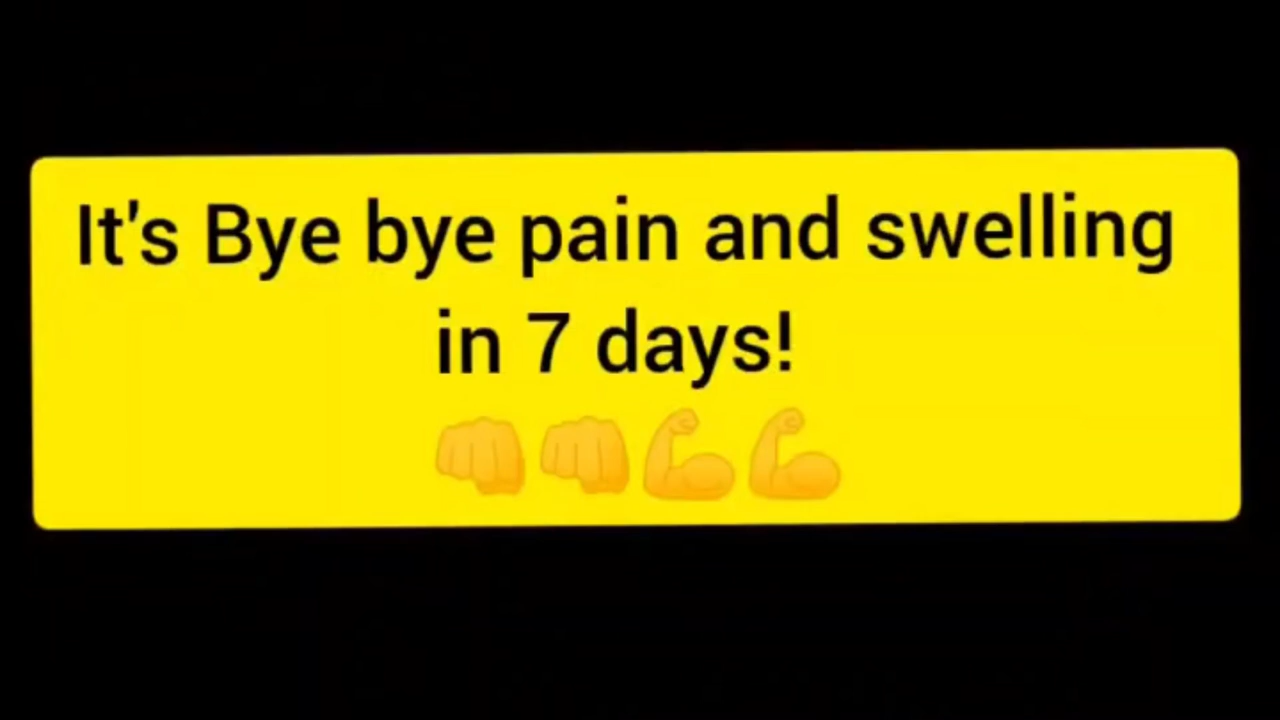 It's Bye bye pain and swelling
in 7 days!
👊👊💪💪